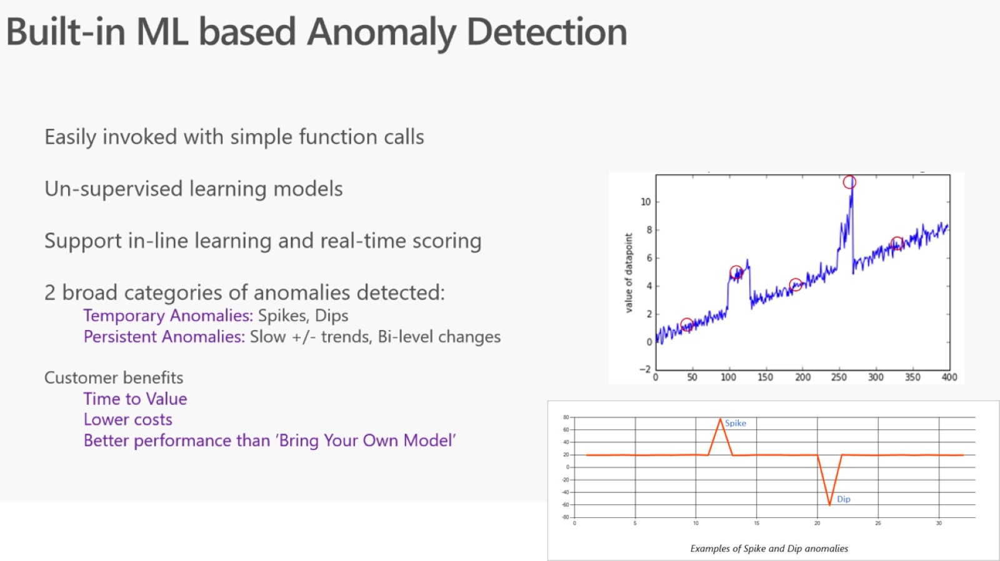 Built-in ML based Anomaly Detection
Easily invoked with simple function calls
Un-supervised learning models
Support in-line learning and real-time scoring
2 broad categories of anomalies detected:
Temporary Anomalies: Spikes, Dips
Persistent Anomalies: Slow +/- trends, Bi-level changes
Customer benefits
Time to Value
Lower costs
Better performance than ‘Bring Your Own Model’
value of datapoint
10
8
6
4
2
0
−2
0 50 100 150 200 250 300 350 400
80
60
40
20
0
-20
-40
-60
-80
0 5 10 15 20 25 30
Spike
Dip
Examples of Spike and Dip anomalies